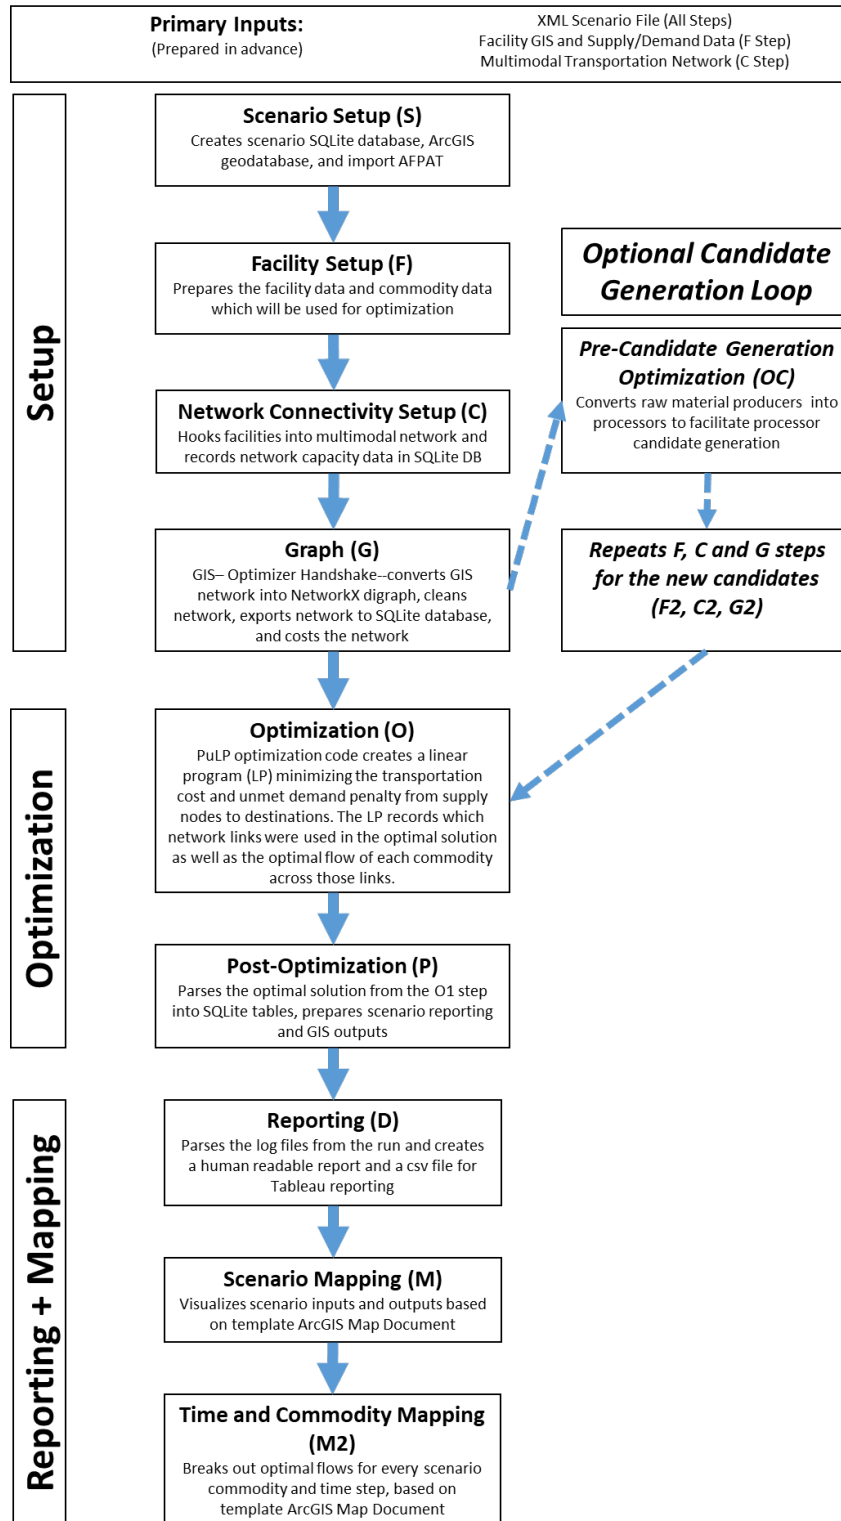 Primary Inputs:
(Prepared in advance)
XML Scenario File (All Steps)
Facility GIS and Supply/Demand Data (F Step)
Multimodal Transportation Network (C Step)
Setup
Scenario Setup (S)
Creates scenario SQLite database, ArcGIS
geodatabase, and import AFPAT
Facility Setup (F)
Prepares the facility data and commodity data
which will be used for optimization
Network Connectivity Setup (C)
Hooks facilities into multimodal network and
records network capacity data in SQLite DB
Graph (G)
GIS– Optimizer Handshake--converts GIS
network into NetworkX digraph, cleans
network, exports network to SQLite database,
and costs the network
Optional Candidate
Generation Loop
Pre-Candidate Generation
Optimization (OC)
Converts raw material producers into
processors to facilitate processor
candidate generation
Repeats F, C and G steps
for the new candidates
(F2, C2, G2)
Optimization
Optimization (O)
PuLP optimization code creates a linear
program (LP) minimizing the transportation
cost and unmet demand penalty from supply
nodes to destinations. The LP records which
network links were used in the optimal solution
as well as the optimal flow of each commodity
across those links.
Post-Optimization (P)
Parses the optimal solution from the O1 step
into SQLite tables, prepares scenario reporting
and GIS outputs
Reporting + Mapping
Reporting (D)
Parses the log files from the run and creates
a human readable report and a csv file for
Tableau reporting
Scenario Mapping (M)
Visualizes scenario inputs and outputs based
on template ArcGIS Map Document
Time and Commodity Mapping
(M2)
Breaks out optimal flows for every scenario
commodity and time step, based on
template ArcGIS Map Document